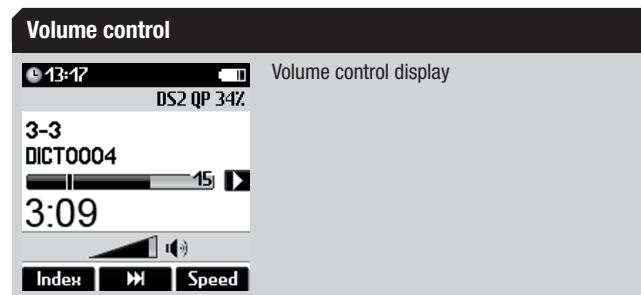 Volume control
13:17
Volume control display
DS2 QP 34%
3-3
DICT0004
15
3:09
Index
Speed